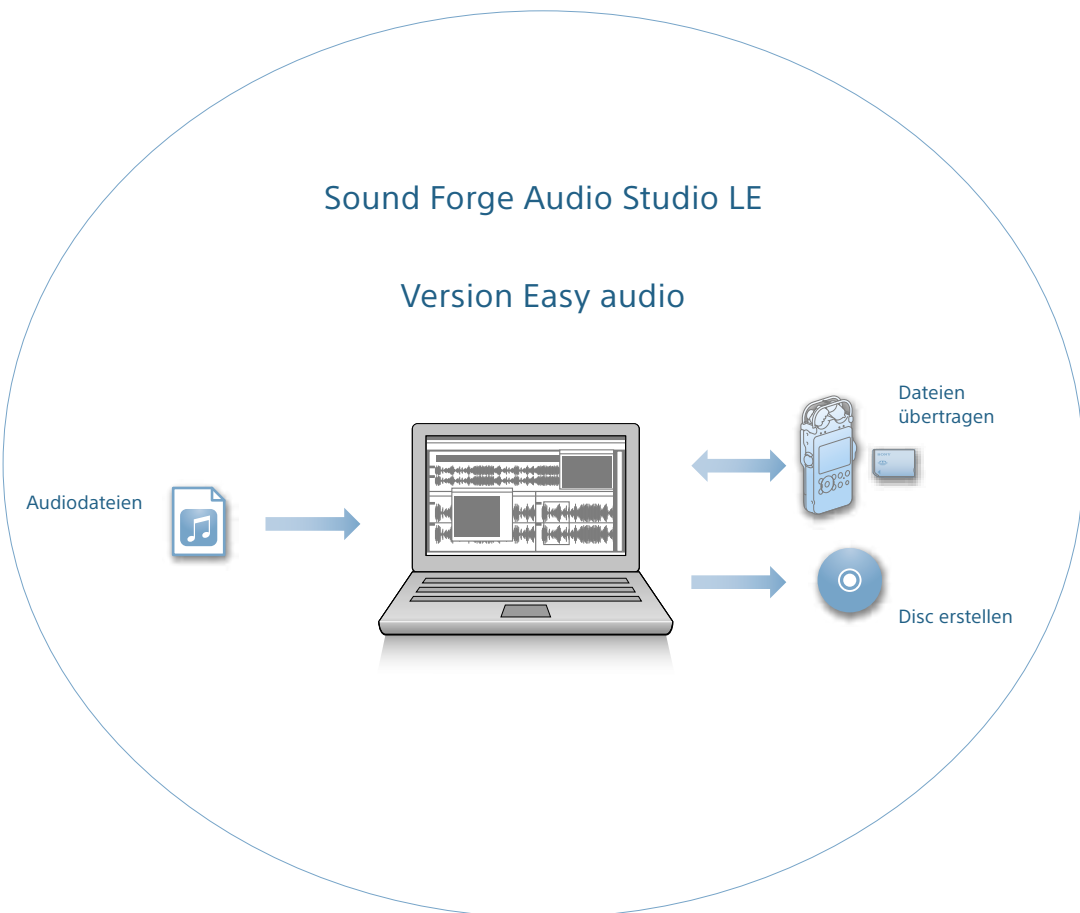 Sound Forge Audio Studio LE
Version Easy audio
Dateien
übertragen
Audiodateien
Disc erstellen